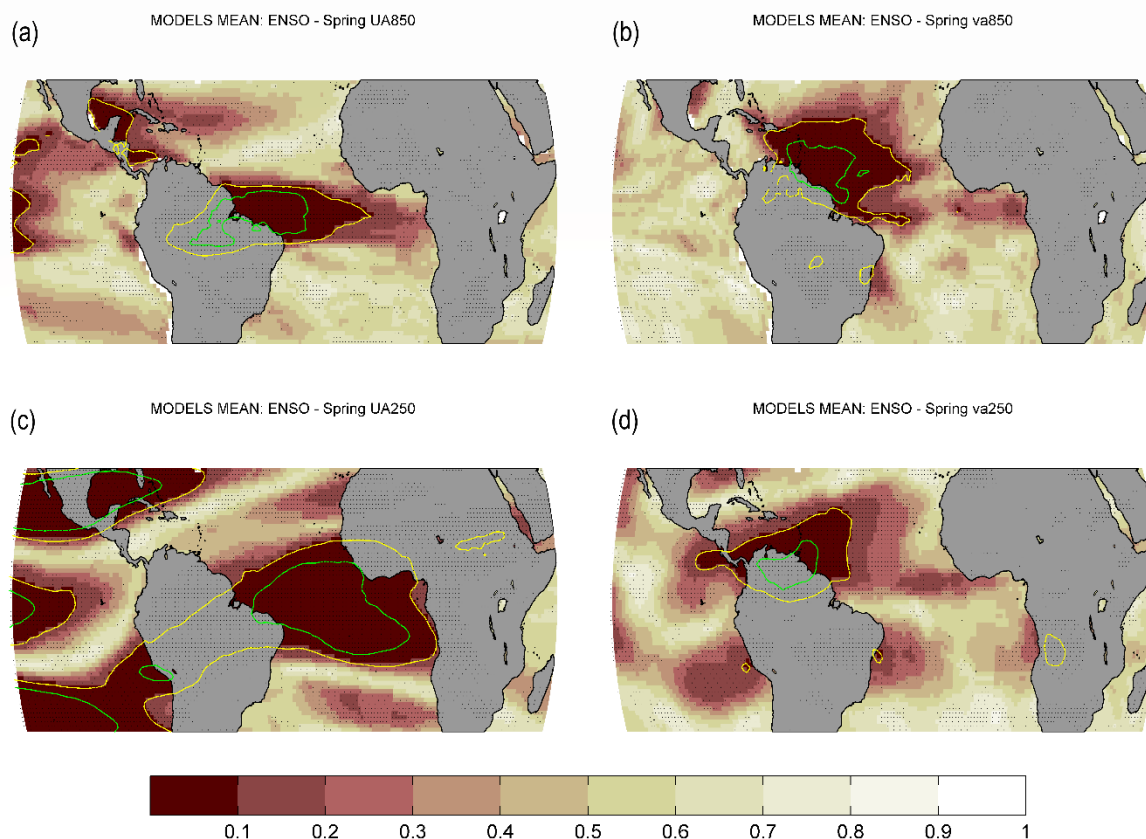 (a)
MODELS MEAN: ENSO - Spring UA850
(b)
MODELS MEAN: ENSO - Spring va850
(c)
MODELS MEAN: ENSO - Spring UA250
(d)
MODELS MEAN: ENSO - Spring va250
0.1 0.2 0.3 0.4 0.5 0.6 0.7 0.8 0.9 1